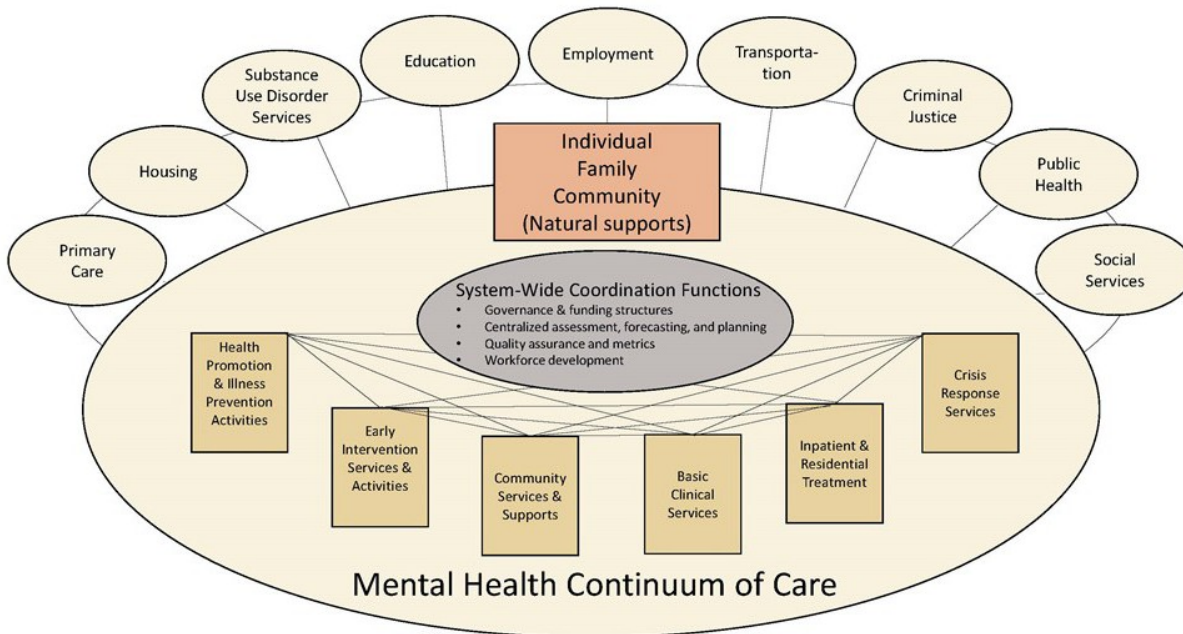 Primary
Care
Housing
Substance
Use Disorder
Services
Education
Employment
Transporta-
tion
Criminal
Justice
Public
Health
Social
Services
Individual
Family
Community
(Natural supports)
System-Wide Coordination Functions
• Governance & funding structures
• Centralized assessment, forecasting, and planning
• Quality assurance and metrics
• Workforce development
Health
Promotion
& Illness
Prevention
Activities
Early
Intervention
Services &
Activities
Community
Services &
Supports
Basic
Clinical
Services
Inpatient &
Residential
Treatment
Crisis
Response
Services
Mental Health Continuum of Care